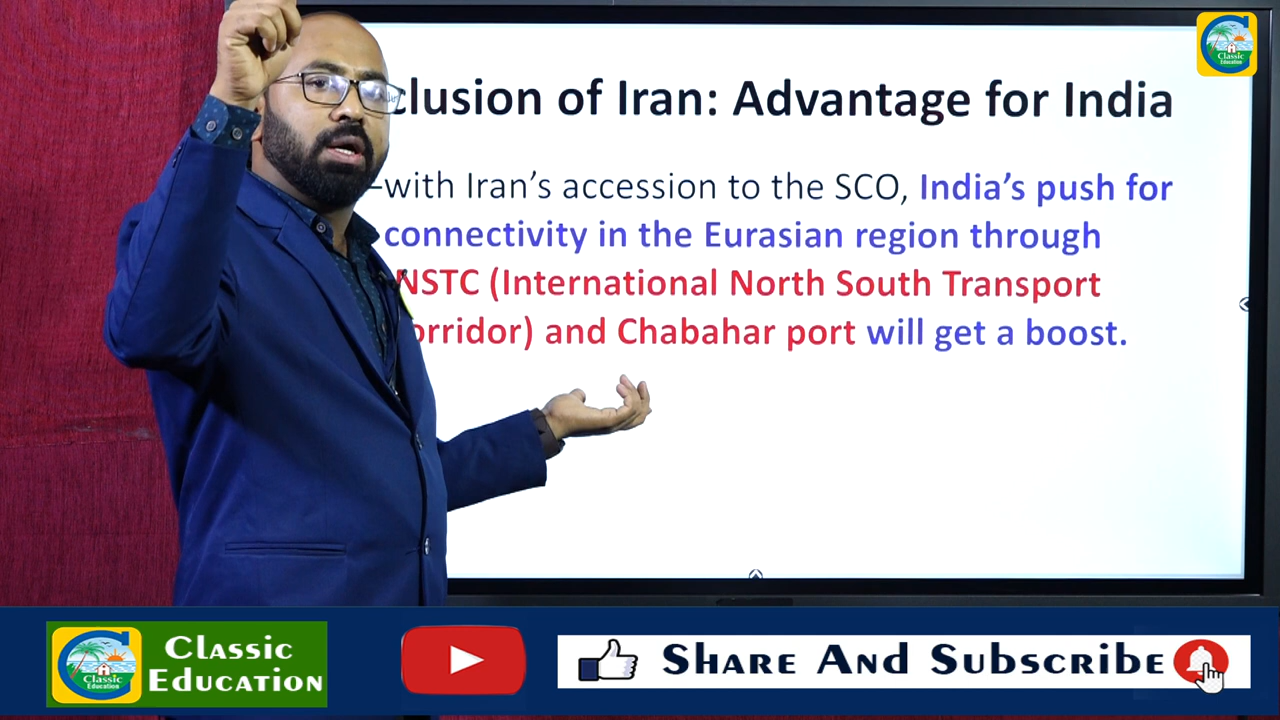 clusion of Iran: Advantage for India
-with Iran's accession to the SCO, India's push for
connectivity in the Eurasian region through
NSTC (International North South Transport
orridor) and Chabahar port will get a boost.
Classic
Education
Classic
Education
Classic
Education
Share And Subscribe